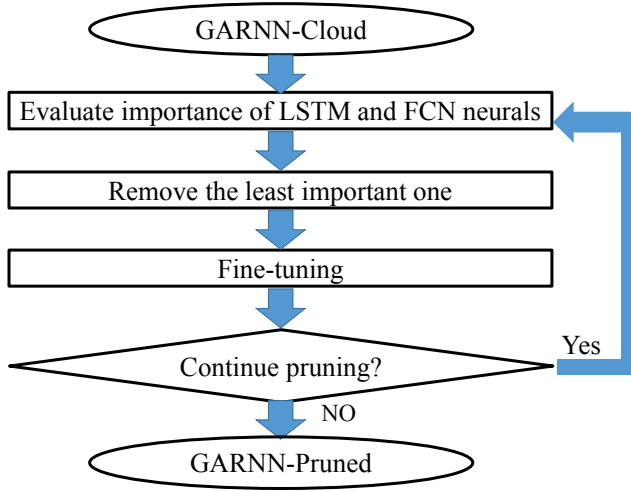 GARNN-Cloud
Evaluate importance of LSTM and FCN neurals
Remove the least important one
Fine-tuning
Continue pruning?
Yes
NO
GARNN-Pruned